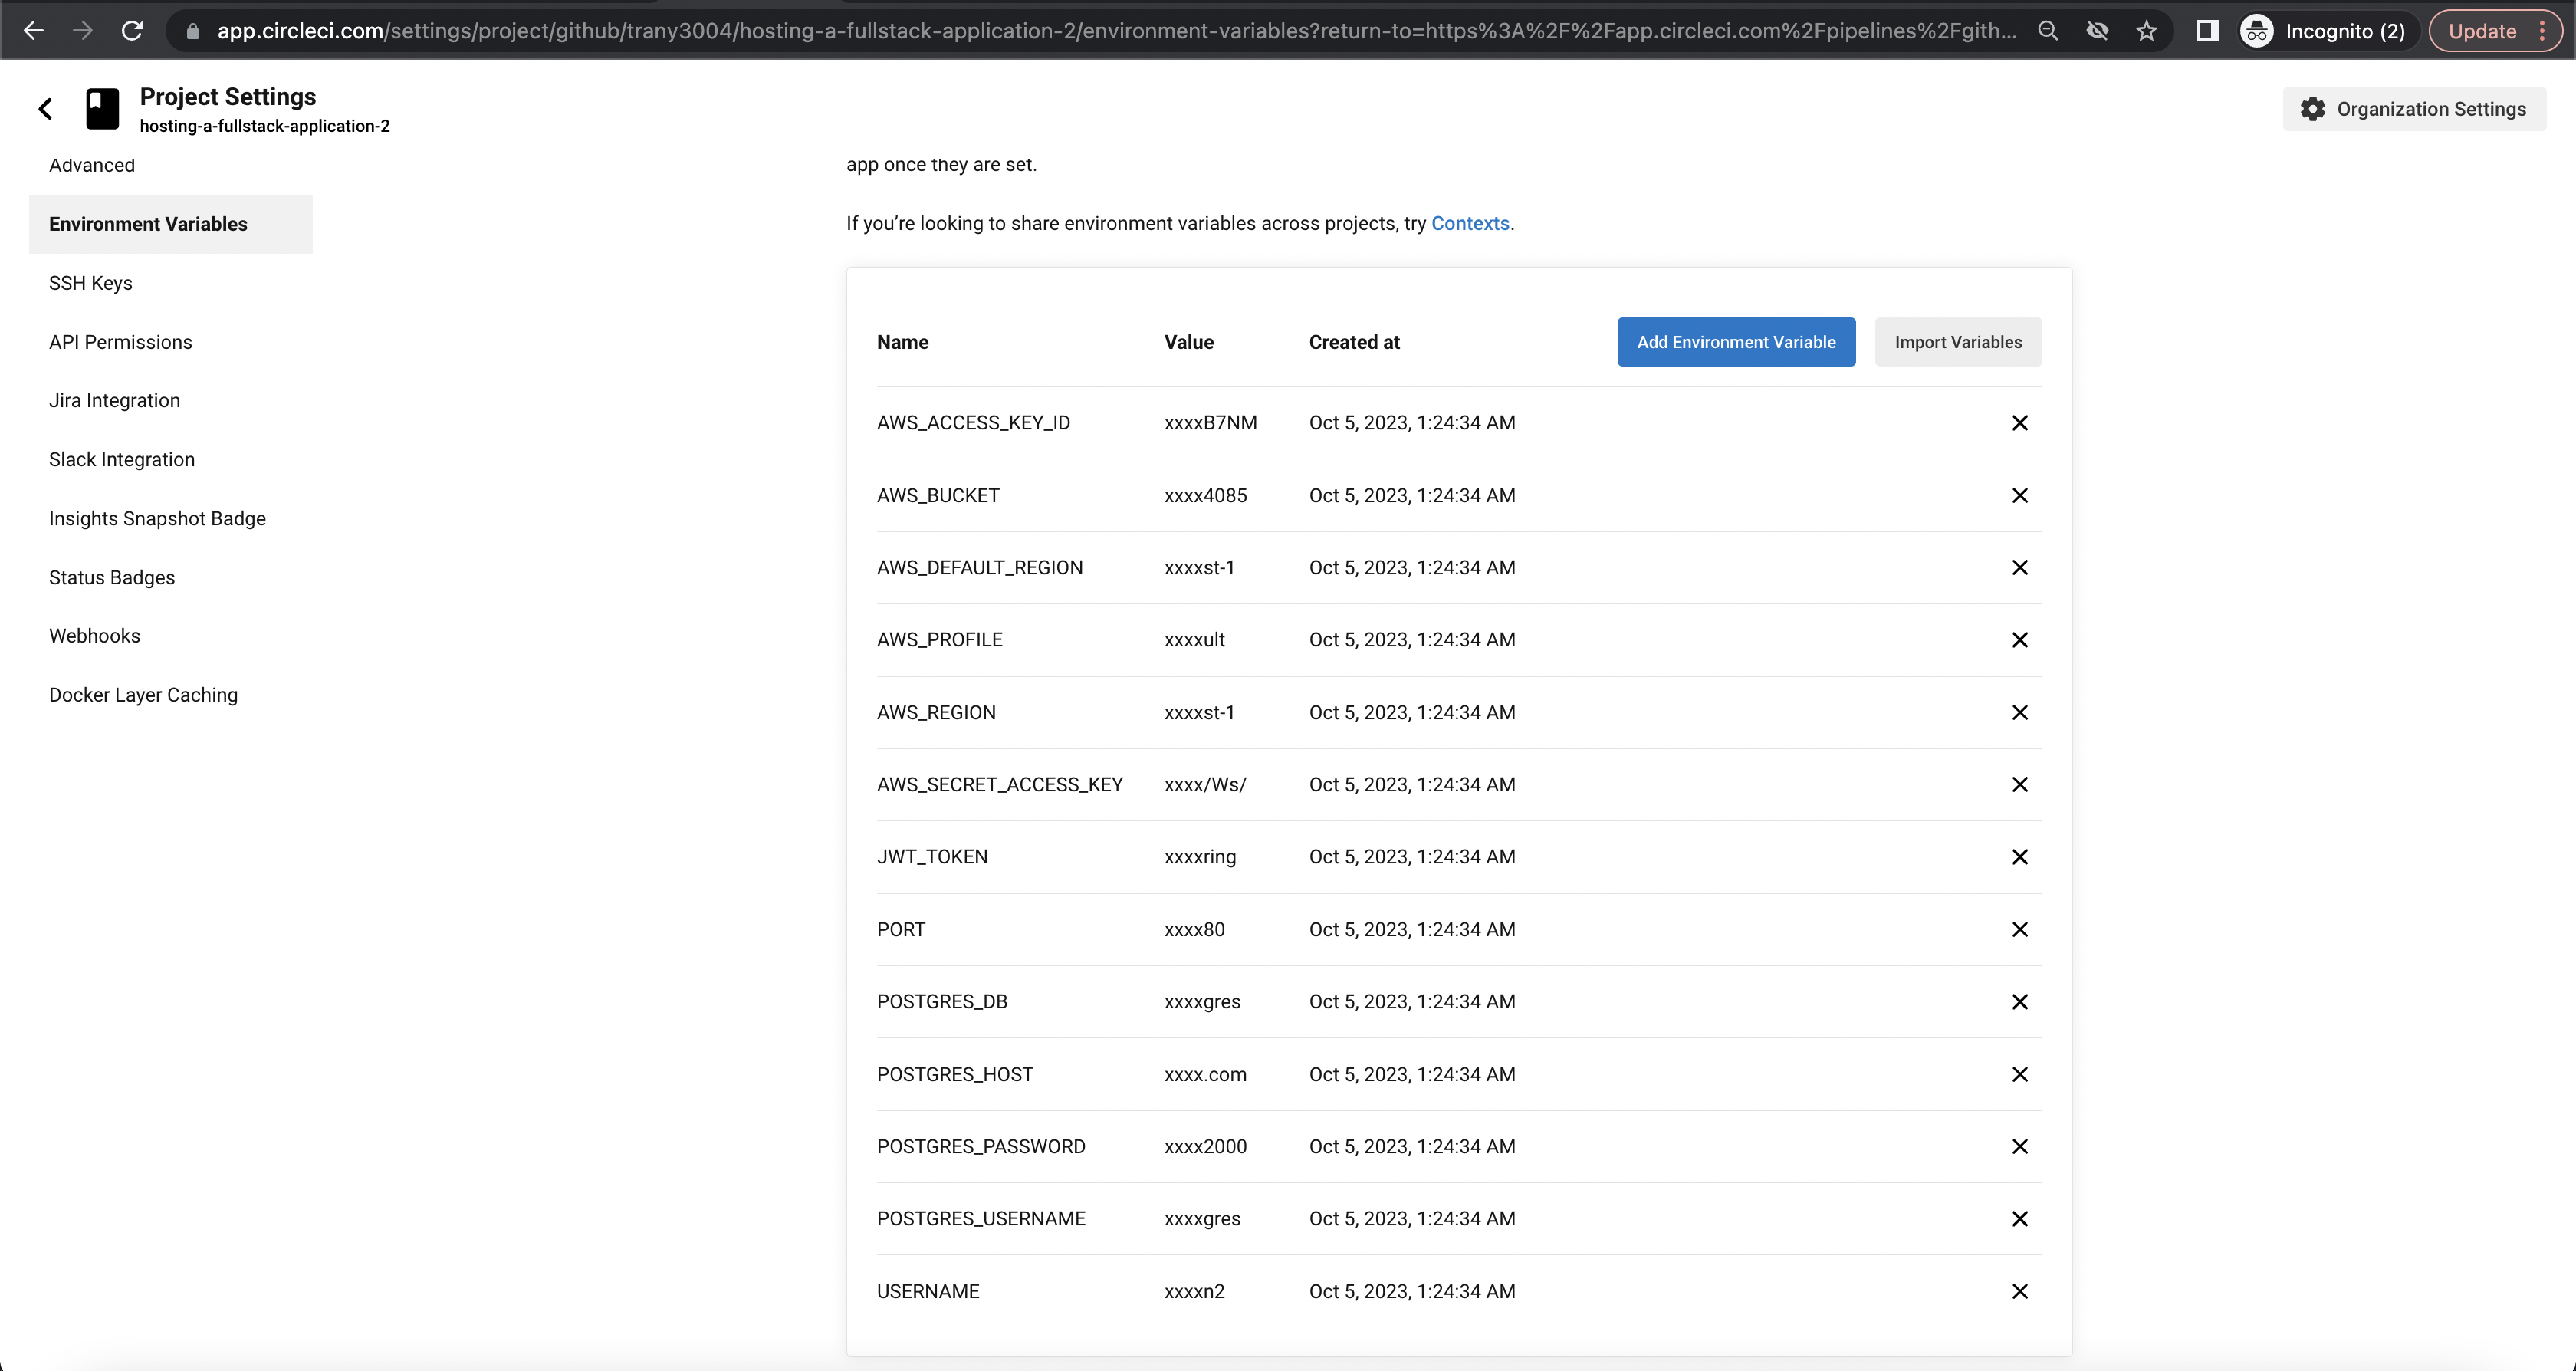 app.circleci.com/settings/project/github/trany3004/hosting-a-fullstack-application-2/environment-variables?return-to=https%3A%2F%2Fapp.circleci.com%2Fpipelines%2Fgith... Incognito (2) Update
Project Settings
hosting-a-fullstack-application-2
Organization Settings
Advanced
Environment Variables
SSH Keys
API Permissions
Jira Integration
Slack Integration
Insights Snapshot Badge
Status Badges
Webhooks
Docker Layer Caching
app once they are set.
If you’re looking to share environment variables across projects, try Contexts.
Name Value Created at Add Environment Variable Import Variables
AWS_ACCESS_KEY_ID xxxxB7NM Oct 5, 2023, 1:24:34 AM
AWS_BUCKET xxxx4085 Oct 5, 2023, 1:24:34 AM
AWS_DEFAULT_REGION xxxxst-1 Oct 5, 2023, 1:24:34 AM
AWS_PROFILE xxxxult Oct 5, 2023, 1:24:34 AM
AWS_REGION xxxxst-1 Oct 5, 2023, 1:24:34 AM
AWS_SECRET_ACCESS_KEY xxxx/Ws/ Oct 5, 2023, 1:24:34 AM
JWT_TOKEN xxxxring Oct 5, 2023, 1:24:34 AM
PORT xxxx80 Oct 5, 2023, 1:24:34 AM
POSTGRES_DB xxxxgres Oct 5, 2023, 1:24:34 AM
POSTGRES_HOST xxxx.com Oct 5, 2023, 1:24:34 AM
POSTGRES_PASSWORD xxxx2000 Oct 5, 2023, 1:24:34 AM
POSTGRES_USERNAME xxxxgres Oct 5, 2023, 1:24:34 AM
USERNAME xxxxn2 Oct 5, 2023, 1:24:34 AM